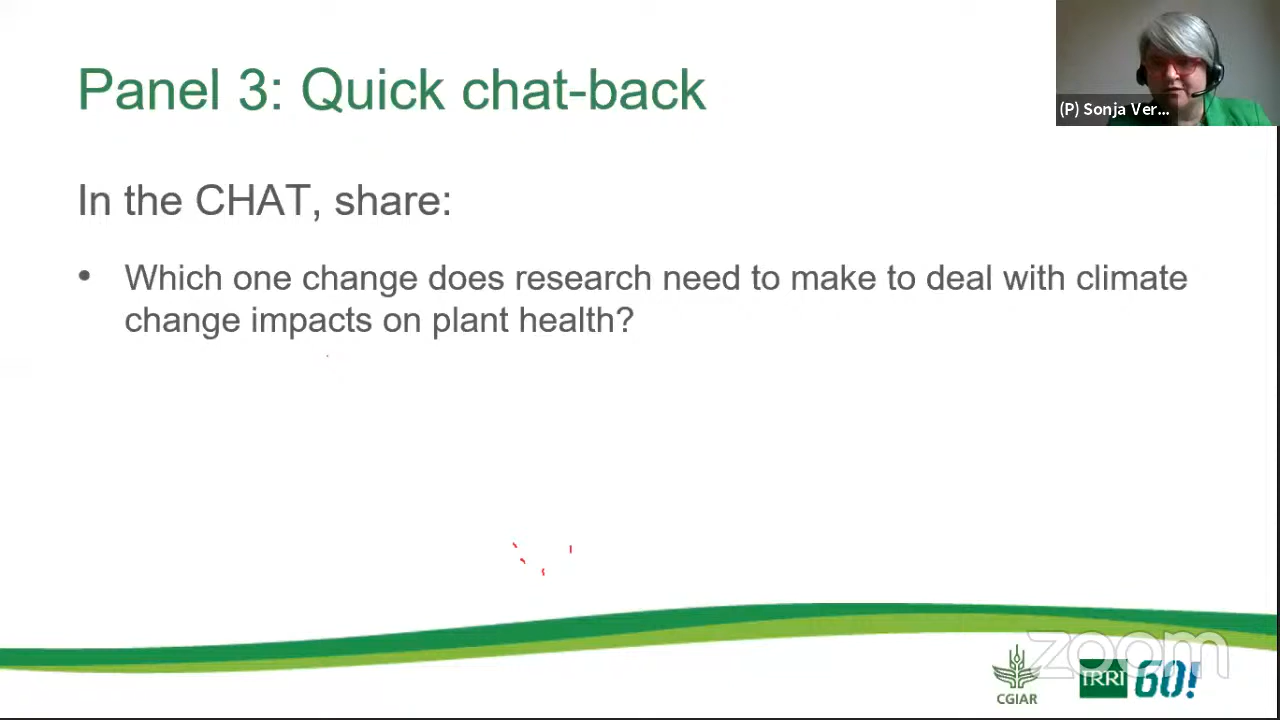 Panel 3: Quick chat-back
(P) Sonja Ver...
In the CHAT, share:
• Which one change does research need to make to deal with climate
change impacts on plant health?
zoom
CGIAR
IRRI 60!